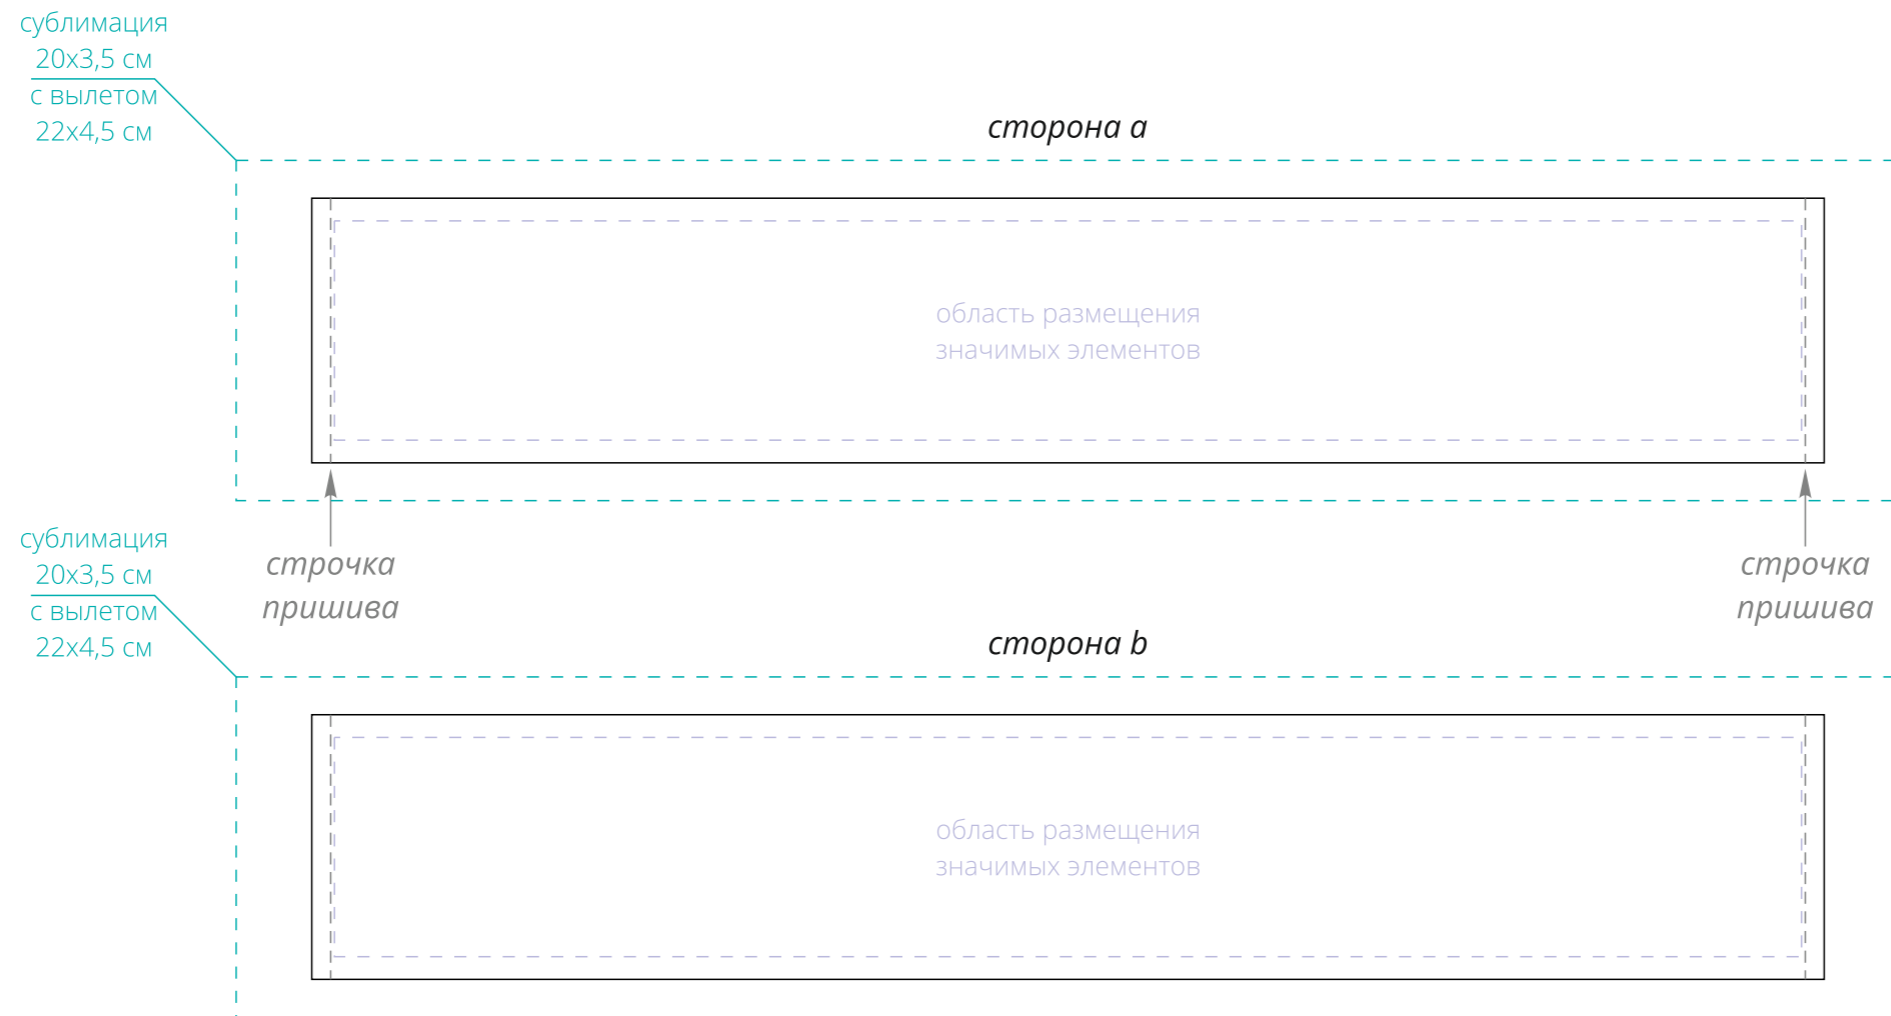 сублимация
20х3,5 см
с вылетом
22х4,5 см
сторона a
область размещения
значимых элементов
строчка
пришива
строчка
пришива
сублимация
20х3,5 см
с вылетом
22х4,5 см
сторона b
область размещения
значимых элементов